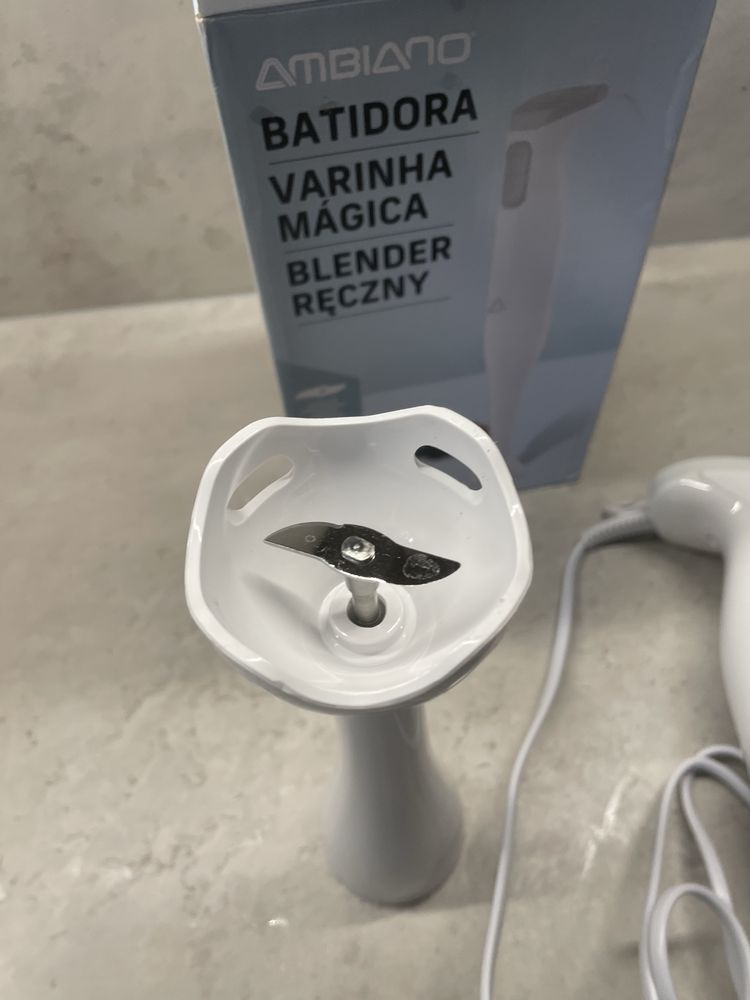 AMBIANO
BATIDORA
VARINHA
MÁGICA
BLENDER
RĘCZNY